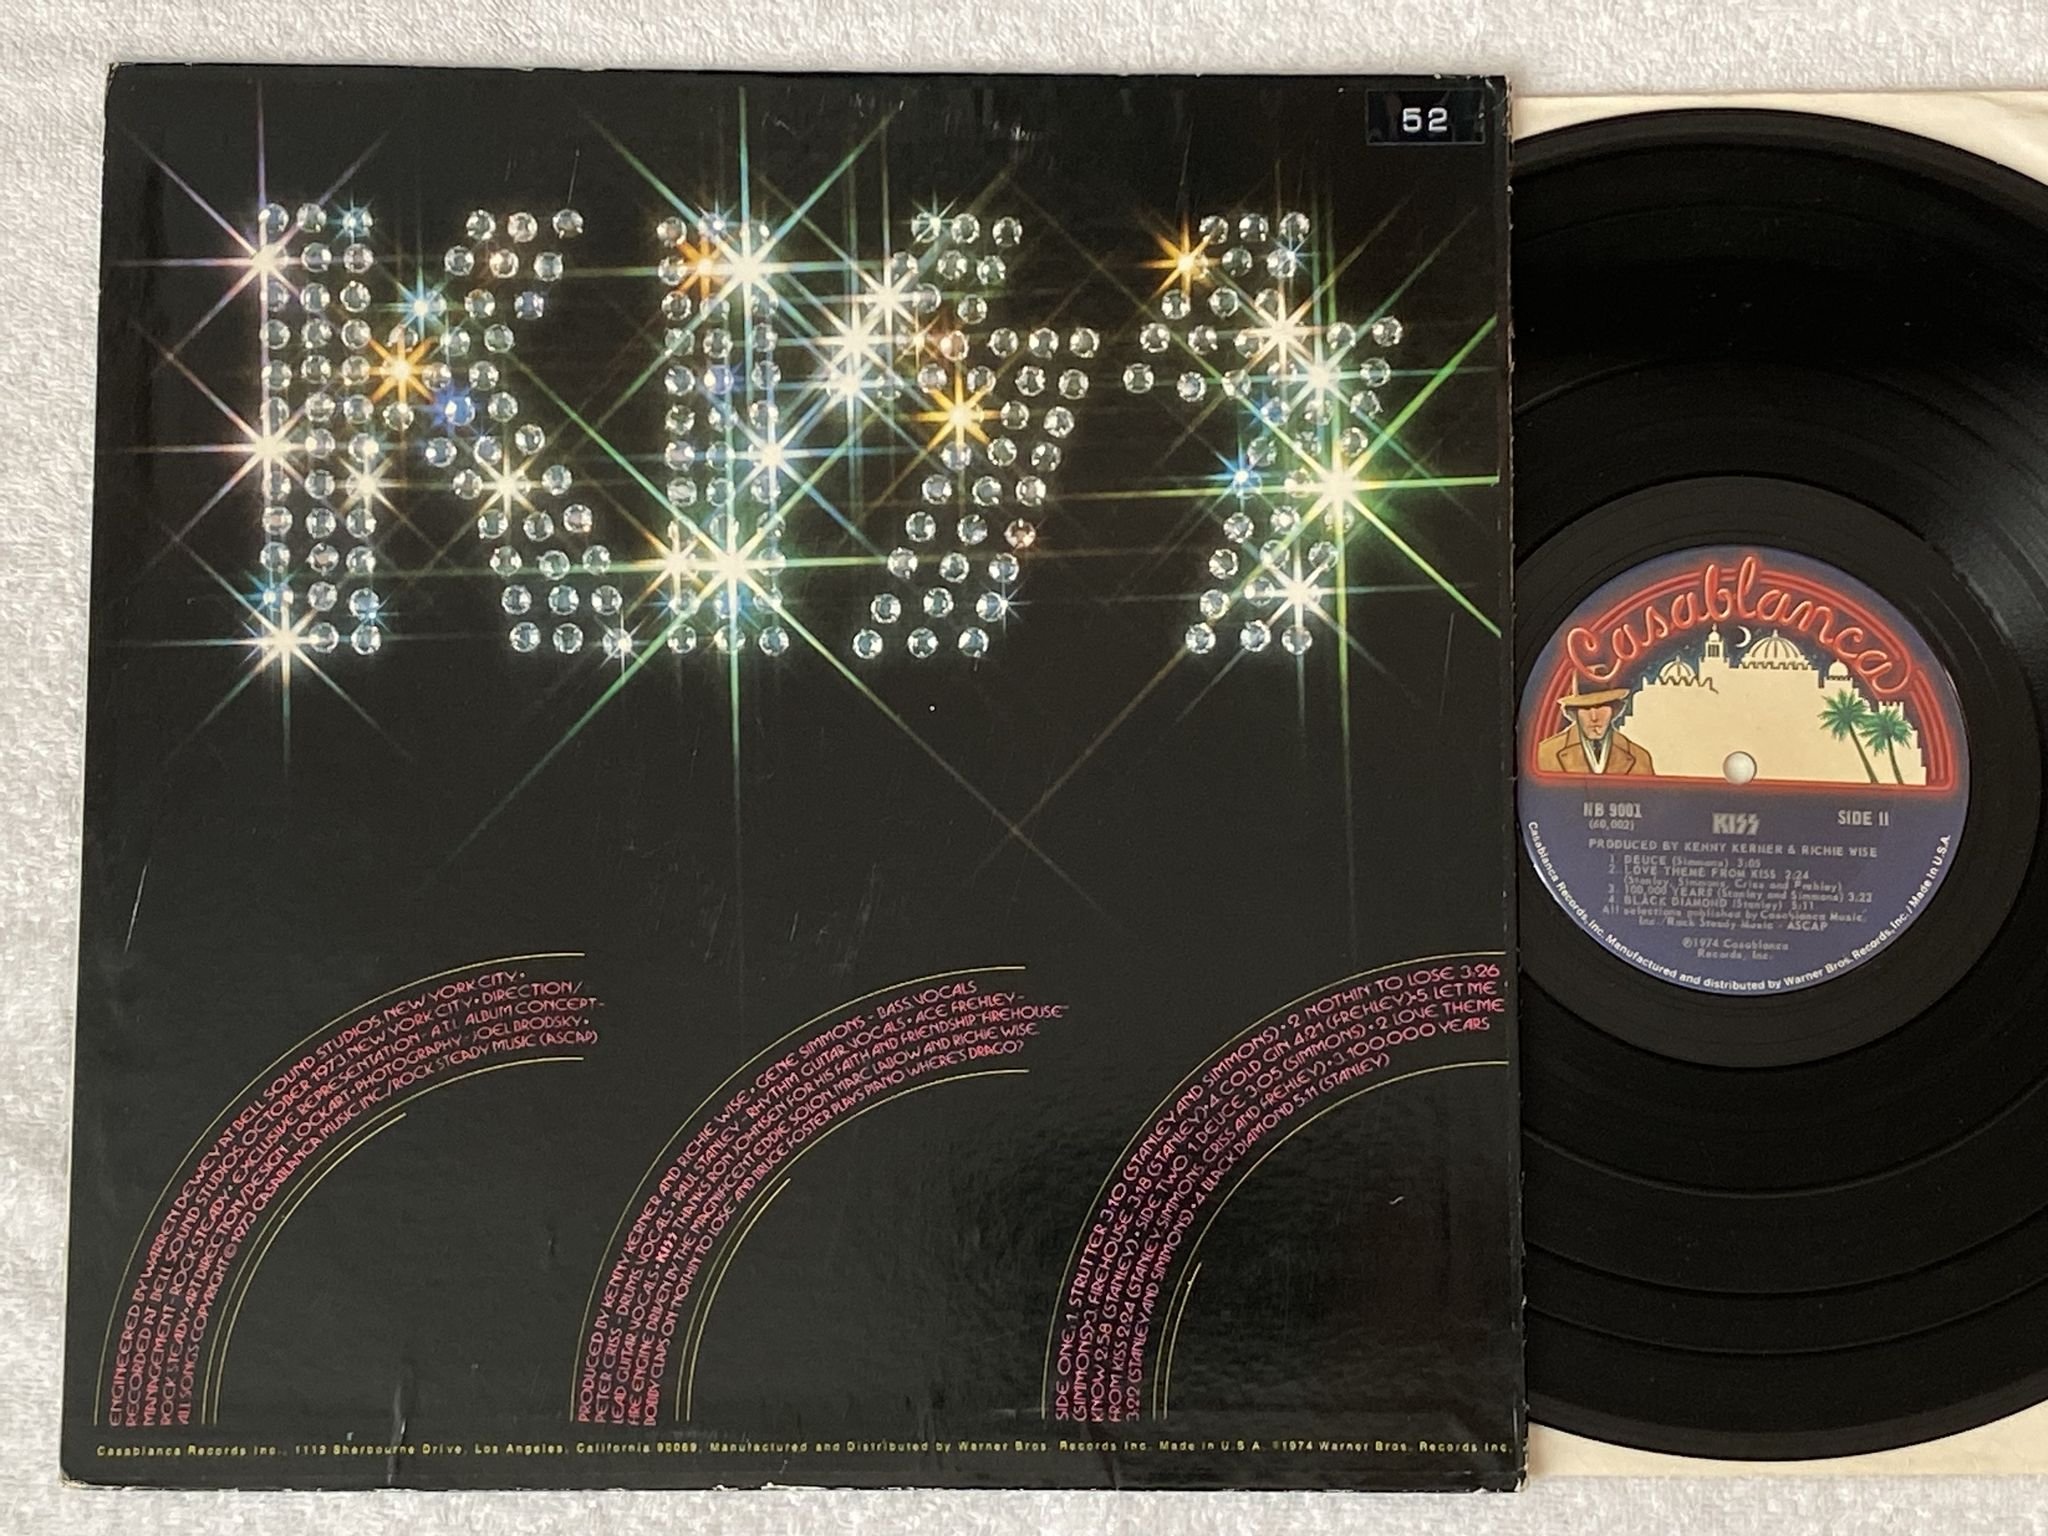 KISS
52
ENGINEERED BY WARREN DEWEY AT BELL SOUND STUDIOS, NEW YORK CITY •
RECORDED AT BELL SOUND STUDIOS, OCTOBER 1973 NEW YORK CITY • DIRECTION/
MANAGEMENT - ROCK STEADY • EXCLUSIVE REPRESENTATION - A.T.I. ALBUM CONCEPT -
ROCK STEADY • ART DIRECTION/DESIGN - LOCKART • PHOTOGRAPHY - JOEL BRODSKY •
ALL SONGS COPYRIGHT © 1973 CASABLANCA MUSIC INC./ROCK STEADY MUSIC (ASCAP)
PRODUCED BY KENNY KERNER AND RICHIE WISE • GENE SIMMONS - BASS, VOCALS
PETER CRISS - DRUMS, VOCALS • PAUL STANLEY - RHYTHM GUITAR, VOCALS • ACE FREHLEY -
LEAD GUITAR, VOCALS • KISS THANKS RON JOHNSEN FOR HIS FAITH AND FRIENDSHIP "FIREHOUSE"
FIRE ENGINE DRIVEN BY THE MAGNIFICENT EDDIE SOLON, MARC LABOW AND RICHIE WISE
BOBBY CLAPS ON NOTHIN TO LOSE AND BRUCE FOSTER PLAYS PIANO WHERE'S DRAGO?
SIDE ONE: 1. STRUTTER 3:10 (STANLEY AND SIMMONS) • 2 NOTHIN TO LOSE 3:26
(SIMMONS) • 3. FIREHOUSE 3:18 (STANLEY) • 4. COLD GIN 4:21 (FREHLEY) • 5. LET ME
KNOW 2:58 (STANLEY) • SIDE TWO: 1 DEUCE 3:05 (SIMMONS) • 2 LOVE THEME
FROM KISS 2:24 (STANLEY, SIMMONS, CRISS AND FREHLEY) • 3. 100,000 YEARS
3:22 (STANLEY AND SIMMONS) • 4. BLACK DIAMOND 5:11 (STANLEY)
Casablanca Records Inc., 1112 Sherbourne Drive, Los Angeles, California 90069, Manufactured and Distributed by Warner Bros. Records Inc. Made in U.S.A. ©1974 Warner Bros. Records Inc.
Casablanca
NB 9001
(60,002)
KISS
SIDE II
PRODUCED BY KENNY KERNER & RICHIE WISE
1. DEUCE (Simmons) 3:05
2. LOVE THEME FROM KISS 2:24
(Stanley, Simmons, Criss and Frehley)
3. 100,000 YEARS (Stanley and Simmons) 3:22
4. BLACK DIAMOND (Stanley) 5:11
All selections published by Casablanca Music,
Inc./Rock Steady Music - ASCAP
℗1974 Casablanca
Records, Inc.
Casablanca Records, Inc. Manufactured and distributed by Warner Bros. Records, Inc. / Made in U.S.A.